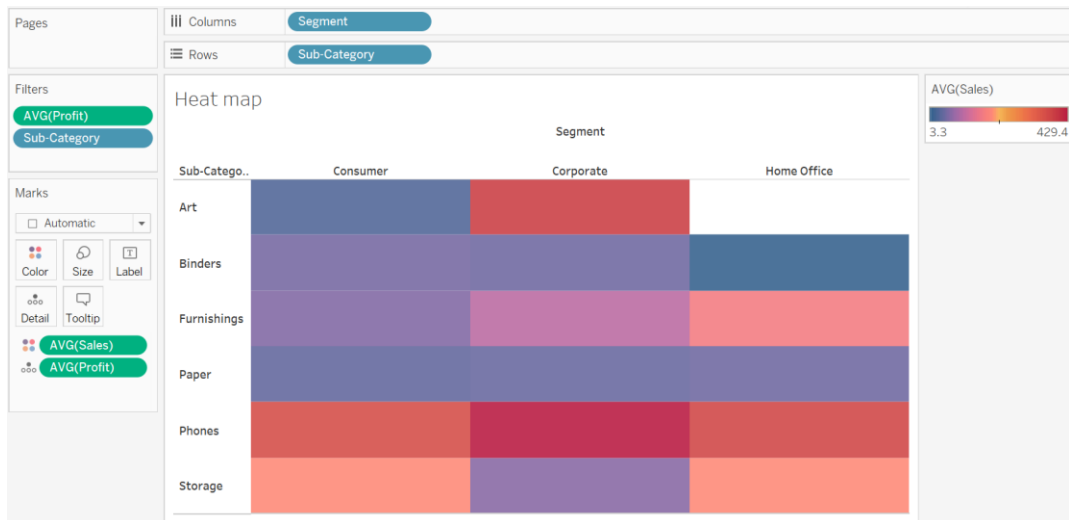 Pages
Columns
Segment
Rows
Sub-Category
Filters
AVG(Profit)
Sub-Category
Marks
Automatic
Color
Size
Label
Detail
Tooltip
AVG(Sales)
AVG(Profit)
Heat map
Segment
Sub-Catego.. Consumer Corporate Home Office
Art
Binders
Furnishings
Paper
Phones
Storage
AVG(Sales)
3.3 429.4